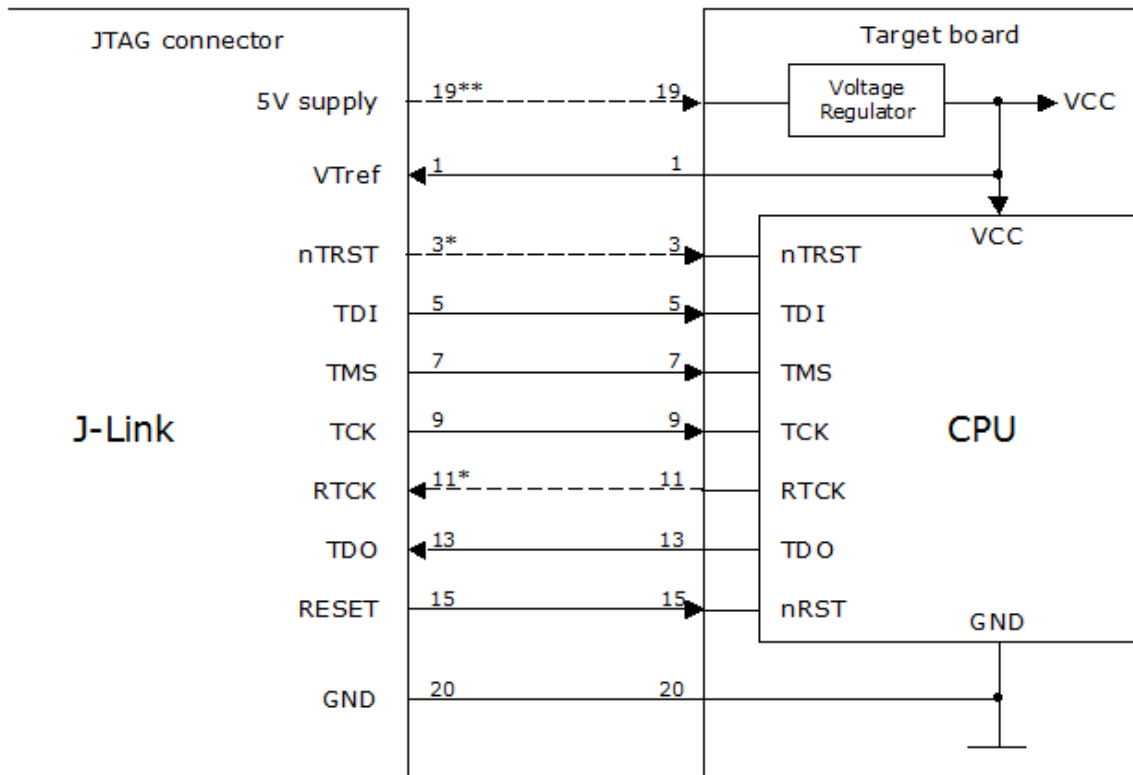 JTAG connector
Target board
5V supply 19** 19 Voltage
Regulator VCC
VTref 1 1
VCC
nTRST 3* 3 nTRST
TDI 5 5 TDI
TMS 7 7 TMS
J-Link TCK 9 9 TCK CPU
RTCK 11* 11 RTCK
TDO 13 13 TDO
RESET 15 15 nRST
GND
GND 20 20